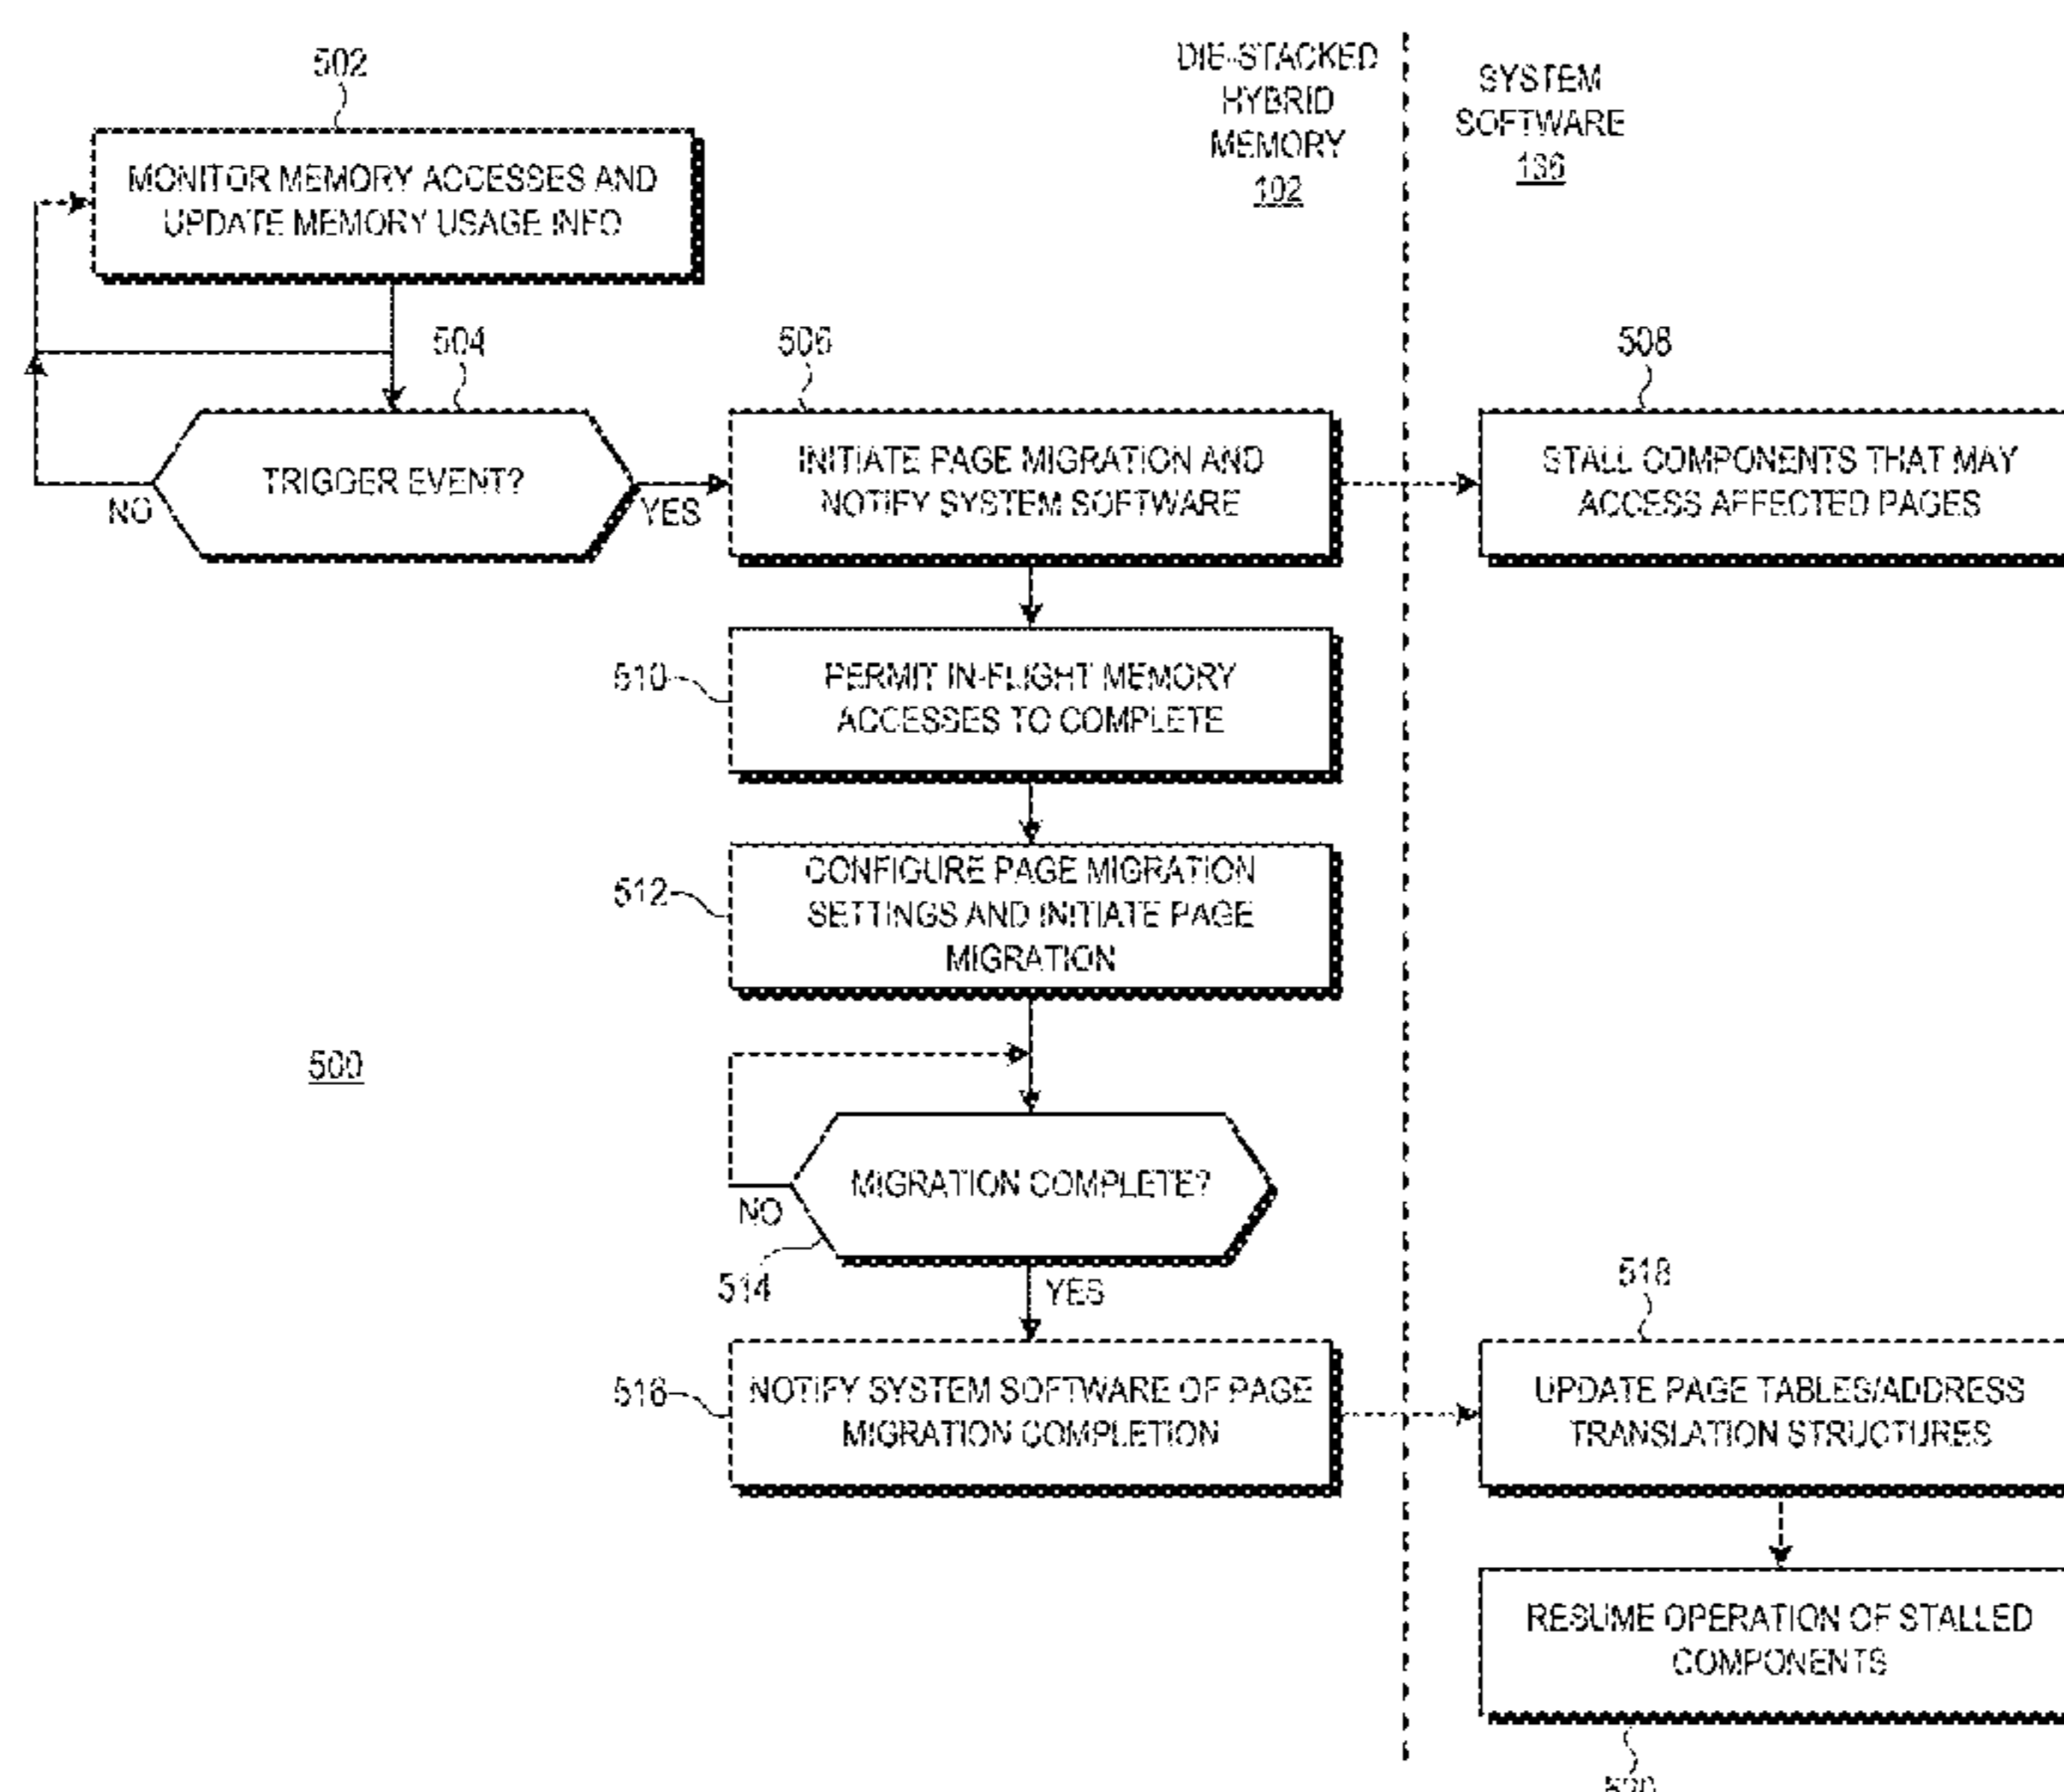 502
DIE-STACKED
HYBRID
MEMORY
102
SYSTEM
SOFTWARE
136
MONITOR MEMORY ACCESSES AND
UPDATE MEMORY USAGE INFO
504
506
508
TRIGGER EVENT?
NO
YES
INITIATE PAGE MIGRATION AND
NOTIFY SYSTEM SOFTWARE
STALL COMPONENTS THAT MAY
ACCESS AFFECTED PAGES
510
PERMIT IN-FLIGHT MEMORY
ACCESSES TO COMPLETE
512
CONFIGURE PAGE MIGRATION
SETTINGS AND INITIATE PAGE
MIGRATION
500
MIGRATION COMPLETE?
NO
514
YES
516
NOTIFY SYSTEM SOFTWARE OF PAGE
MIGRATION COMPLETION
518
UPDATE PAGE TABLES/ADDRESS
TRANSLATION STRUCTURES
RESUME OPERATION OF STALLED
COMPONENTS
520